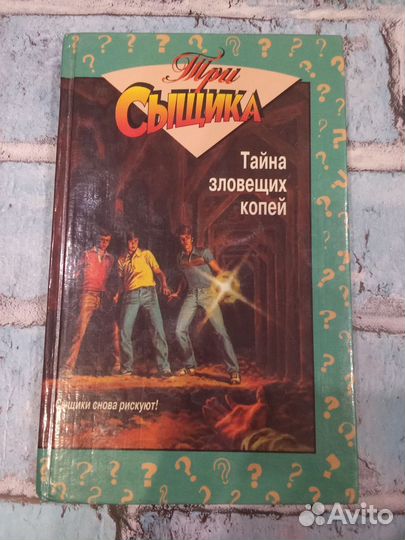 Три
Сыщика
Тайна
зловещих
копей
сыщики снова рискуют!
Avito